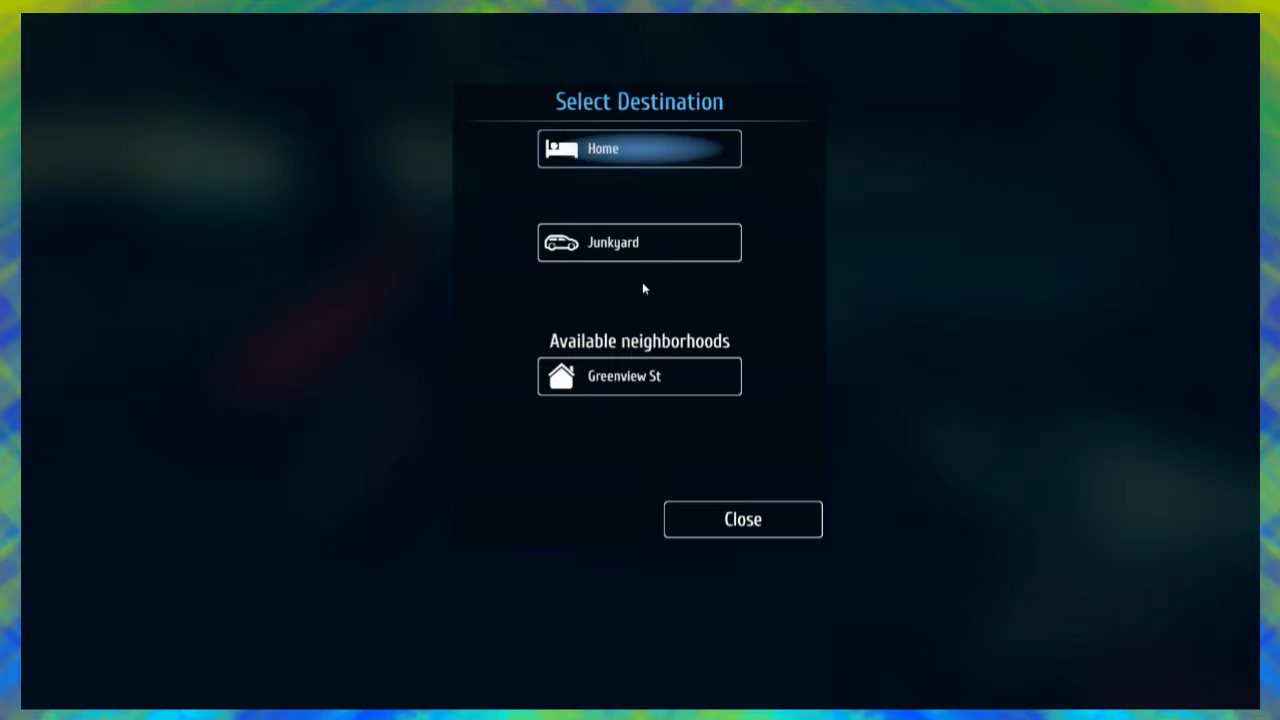 Select Destination
Home
Junkyard
Available neighborhoods
Greenview St
Close